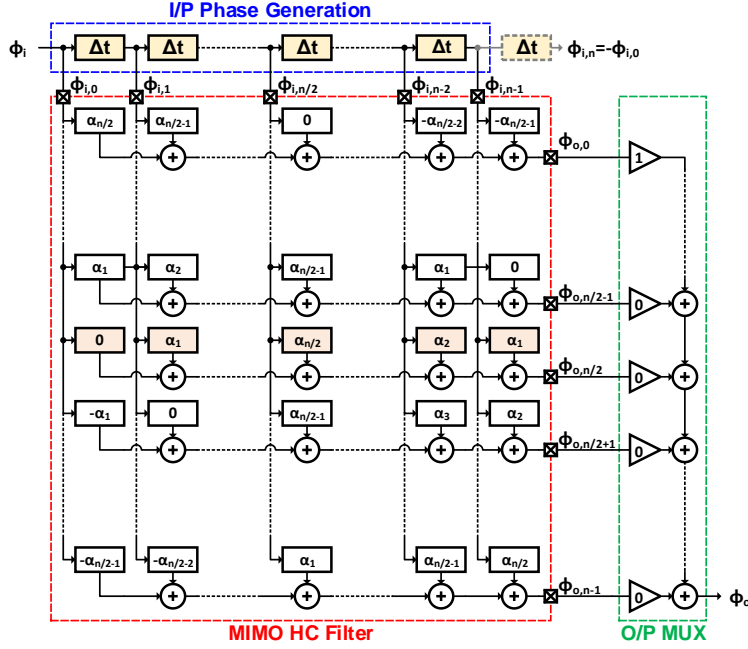 I/P Phase Generation
ϕi Δt Δt Δt Δt Δt ϕi,n=-ϕi,0
ϕi,0 ϕi,1 ϕi,n/2 ϕi,n-2 ϕi,n-1
αn/2 αn/2-1 0 -αn/2-2 -αn/2-1
+ + + + ϕo,0 1
α1 α2 αn/2-1 α1 0
+ + + + ϕo,n/2-1 0 +
0 α1 αn/2 α2 α1
+ + + + ϕo,n/2 0 +
-α1 0 αn/2-1 α3 α2
+ + + + ϕo,n/2+1 0 +
-αn/2-1 -αn/2-2 α1 αn/2-1 αn/2
+ + + + ϕo,n-1 0 + ϕo
MIMO HC Filter O/P MUX